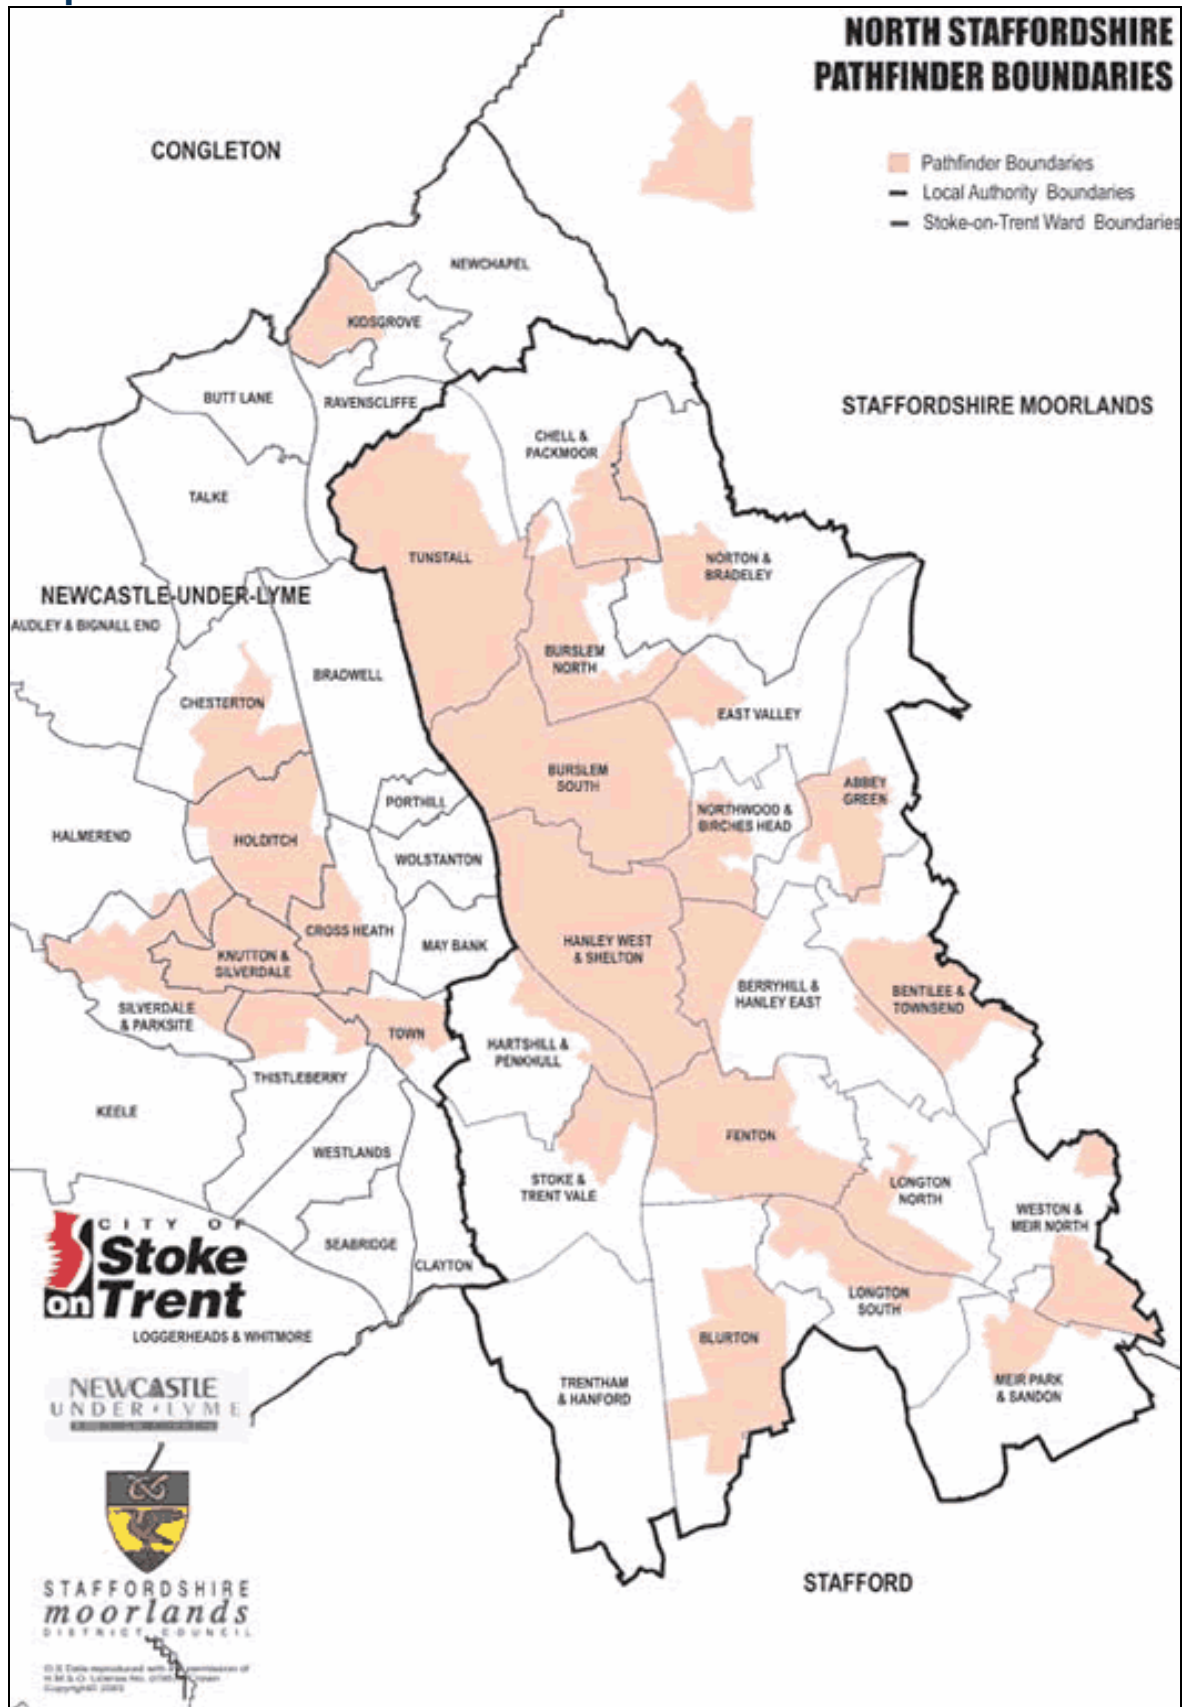 NORTH STAFFORDSHIRE
PATHFINDER BOUNDARIES
Pathfinder Boundaries
Local Authority Boundaries
Stoke-on-Trent Ward Boundaries
CONGLETON
NEWCHAPEL
KIDSGROVE
BUTT LANE
RAVENSCLIFFE
STAFFORDSHIRE MOORLANDS
CHELL &
PACKMOOR
TALKE
TUNSTALL
NORTON &
BRADELEY
NEWCASTLE-UNDER-LYME
AUDLEY & BIGNALL END
BURSLEM
NORTH
BRADWELL
CHESTERTON
EAST VALLEY
BURSLEM
SOUTH
ABBEY
GREEN
PORTHILL
NORTHWOOD &
BIRCHES HEAD
HALMEREND
HOLDITCH
WOLSTANTON
CROSS HEATH
MAY BANK
HANLEY WEST
& SHELTON
KNUTTON &
SILVERDALE
BERRYHILL &
HANLEY EAST
BENTILEE &
TOWNSEND
SILVERDALE
& PARKSITE
TOWN
HARTSHILL &
PENKHULL
THISTLEBERRY
KEELE
FENTON
WESTLANDS
STOKE &
TRENT VALE
LONGTON
NORTH
WESTON &
MEIR NORTH
SEABRIDGE
CLAYTON
LONGTON
SOUTH
CITY OF
Stoke
on Trent
LOGGERHEADS & WHITMORE
BLURTON
TRENTHAM
& HANFORD
MEIR PARK
& SANDON
NEWCASTLE
UNDER LYME
STAFFORD
STAFFORDSHIRE
moorlands
DISTRICT COUNCIL